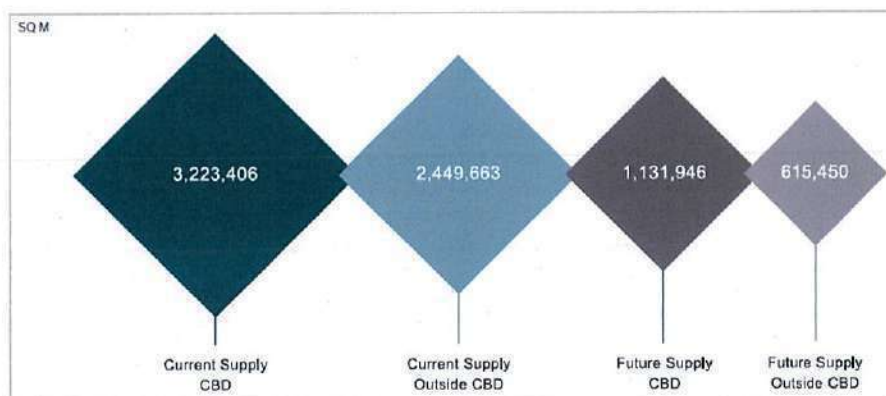 SQ M
3,223,406
2,449,663
1,131,946
615,450
Current Supply
CBD
Current Supply
Outside CBD
Future Supply
CBD
Future Supply
Outside CBD